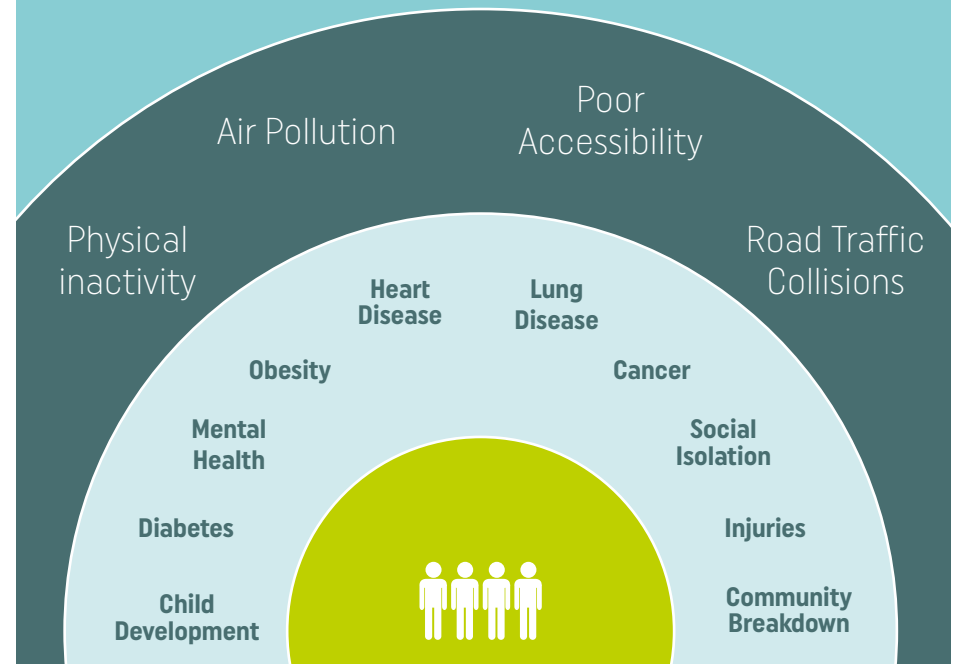 Poor
Accessibility
Air Pollution
Physical
inactivity
Road Traffic
Collisions
Heart
Disease
Lung
Disease
Obesity
Cancer
Mental
Health
Social
Isolation
Diabetes
Injuries
Child
Development
Community
Breakdown